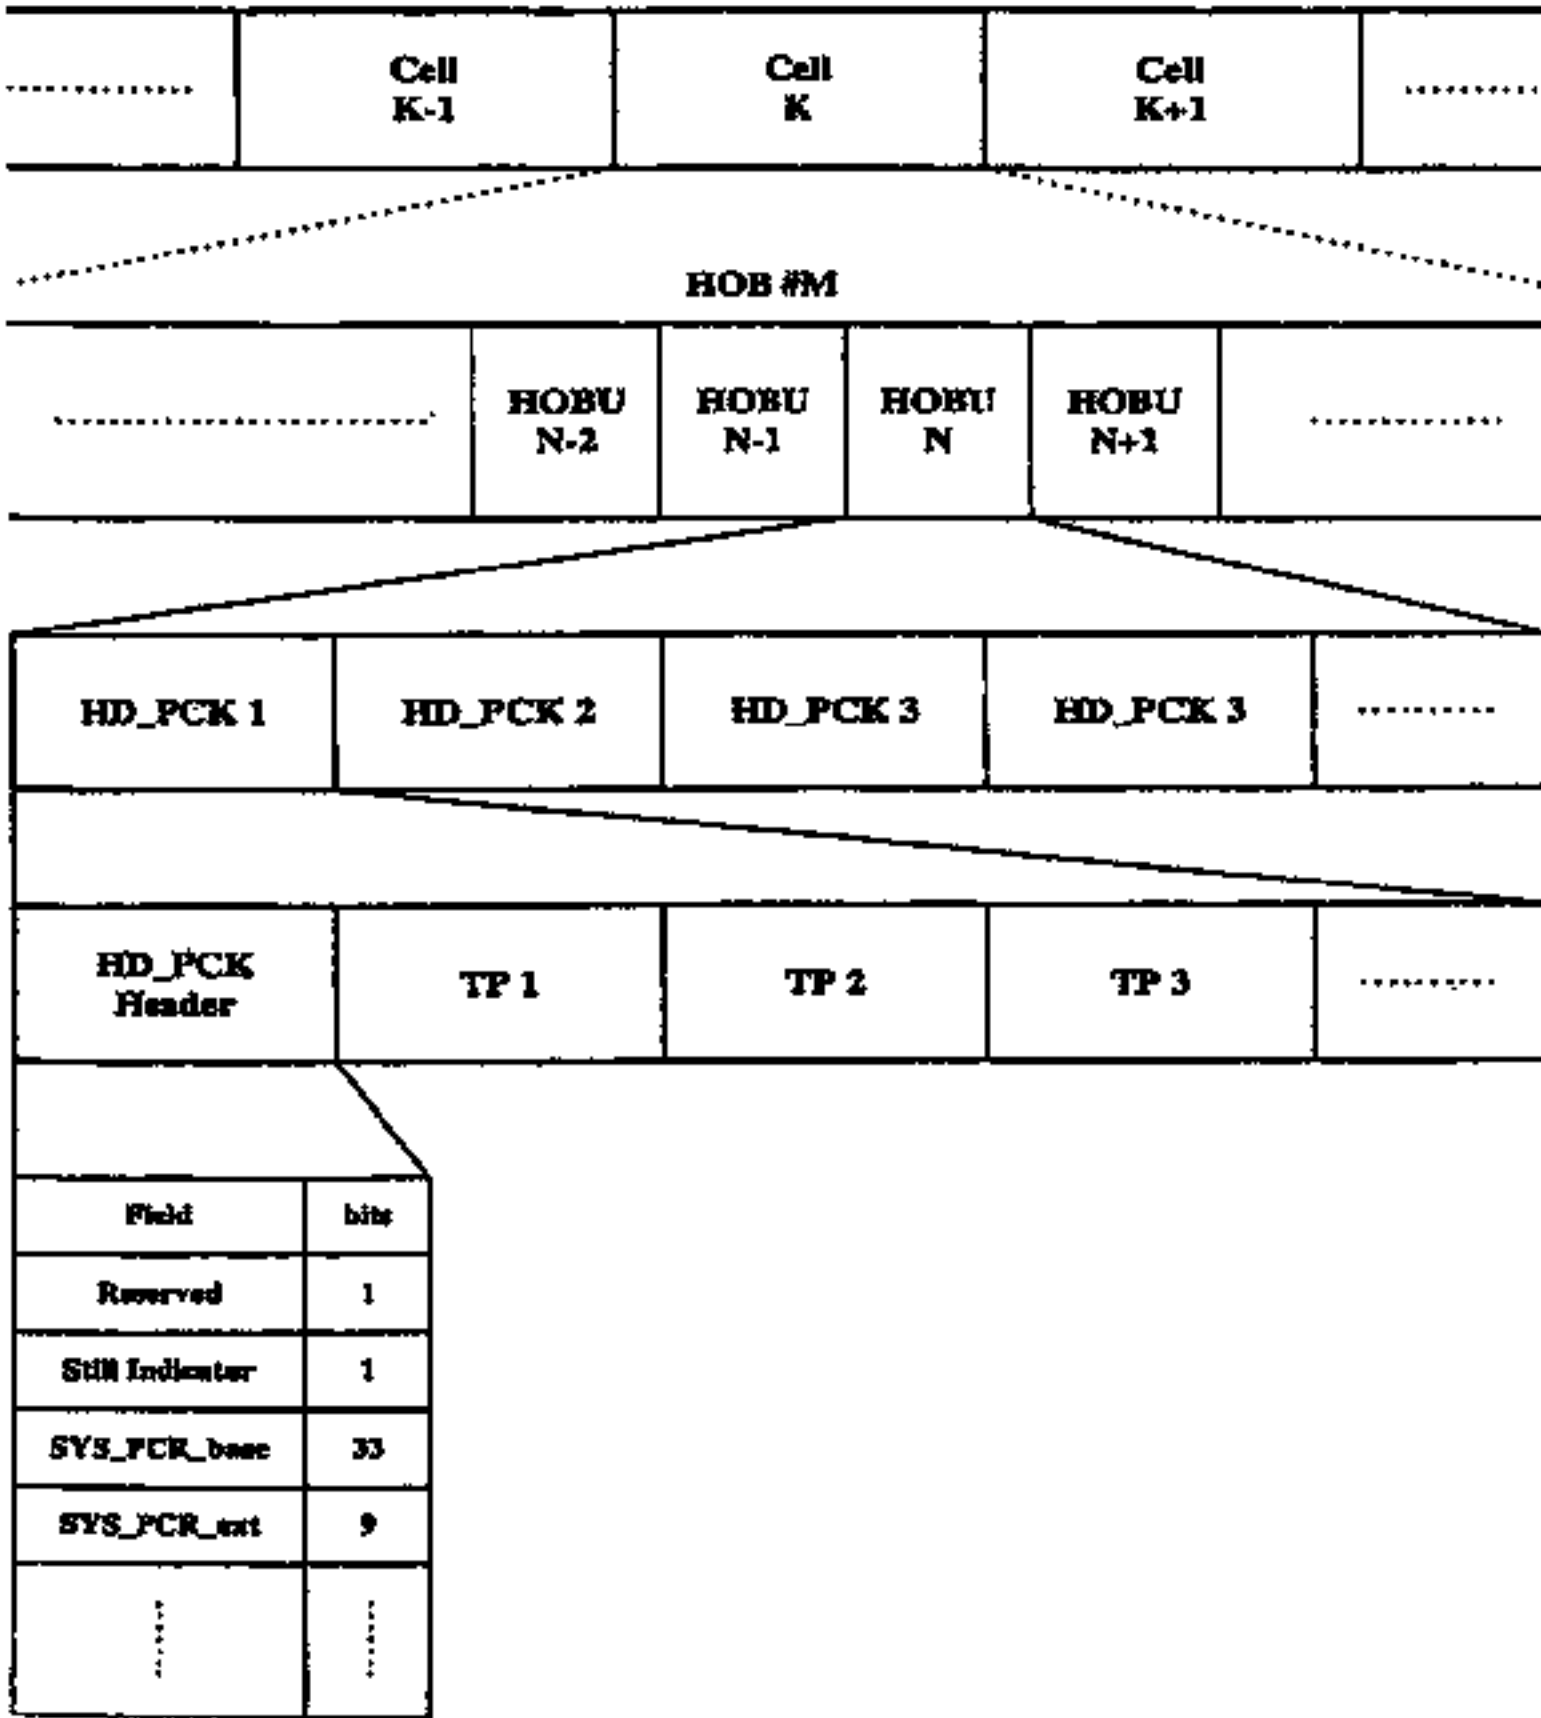 Cell Cell Cell
K-1 K K+1
HOB #M
HOBU HOBU HOBU HOBU
N-2 N-1 N N+1
HD_PCK 1 HD_PCK 2 HD_PCK 3 HD_PCK 3
HD_PCK
Header TP 1 TP 2 TP 3
Field bits
Reserved 1
Still Indicator 1
SYS_PCR_base 33
SYS_PCR_ext 9